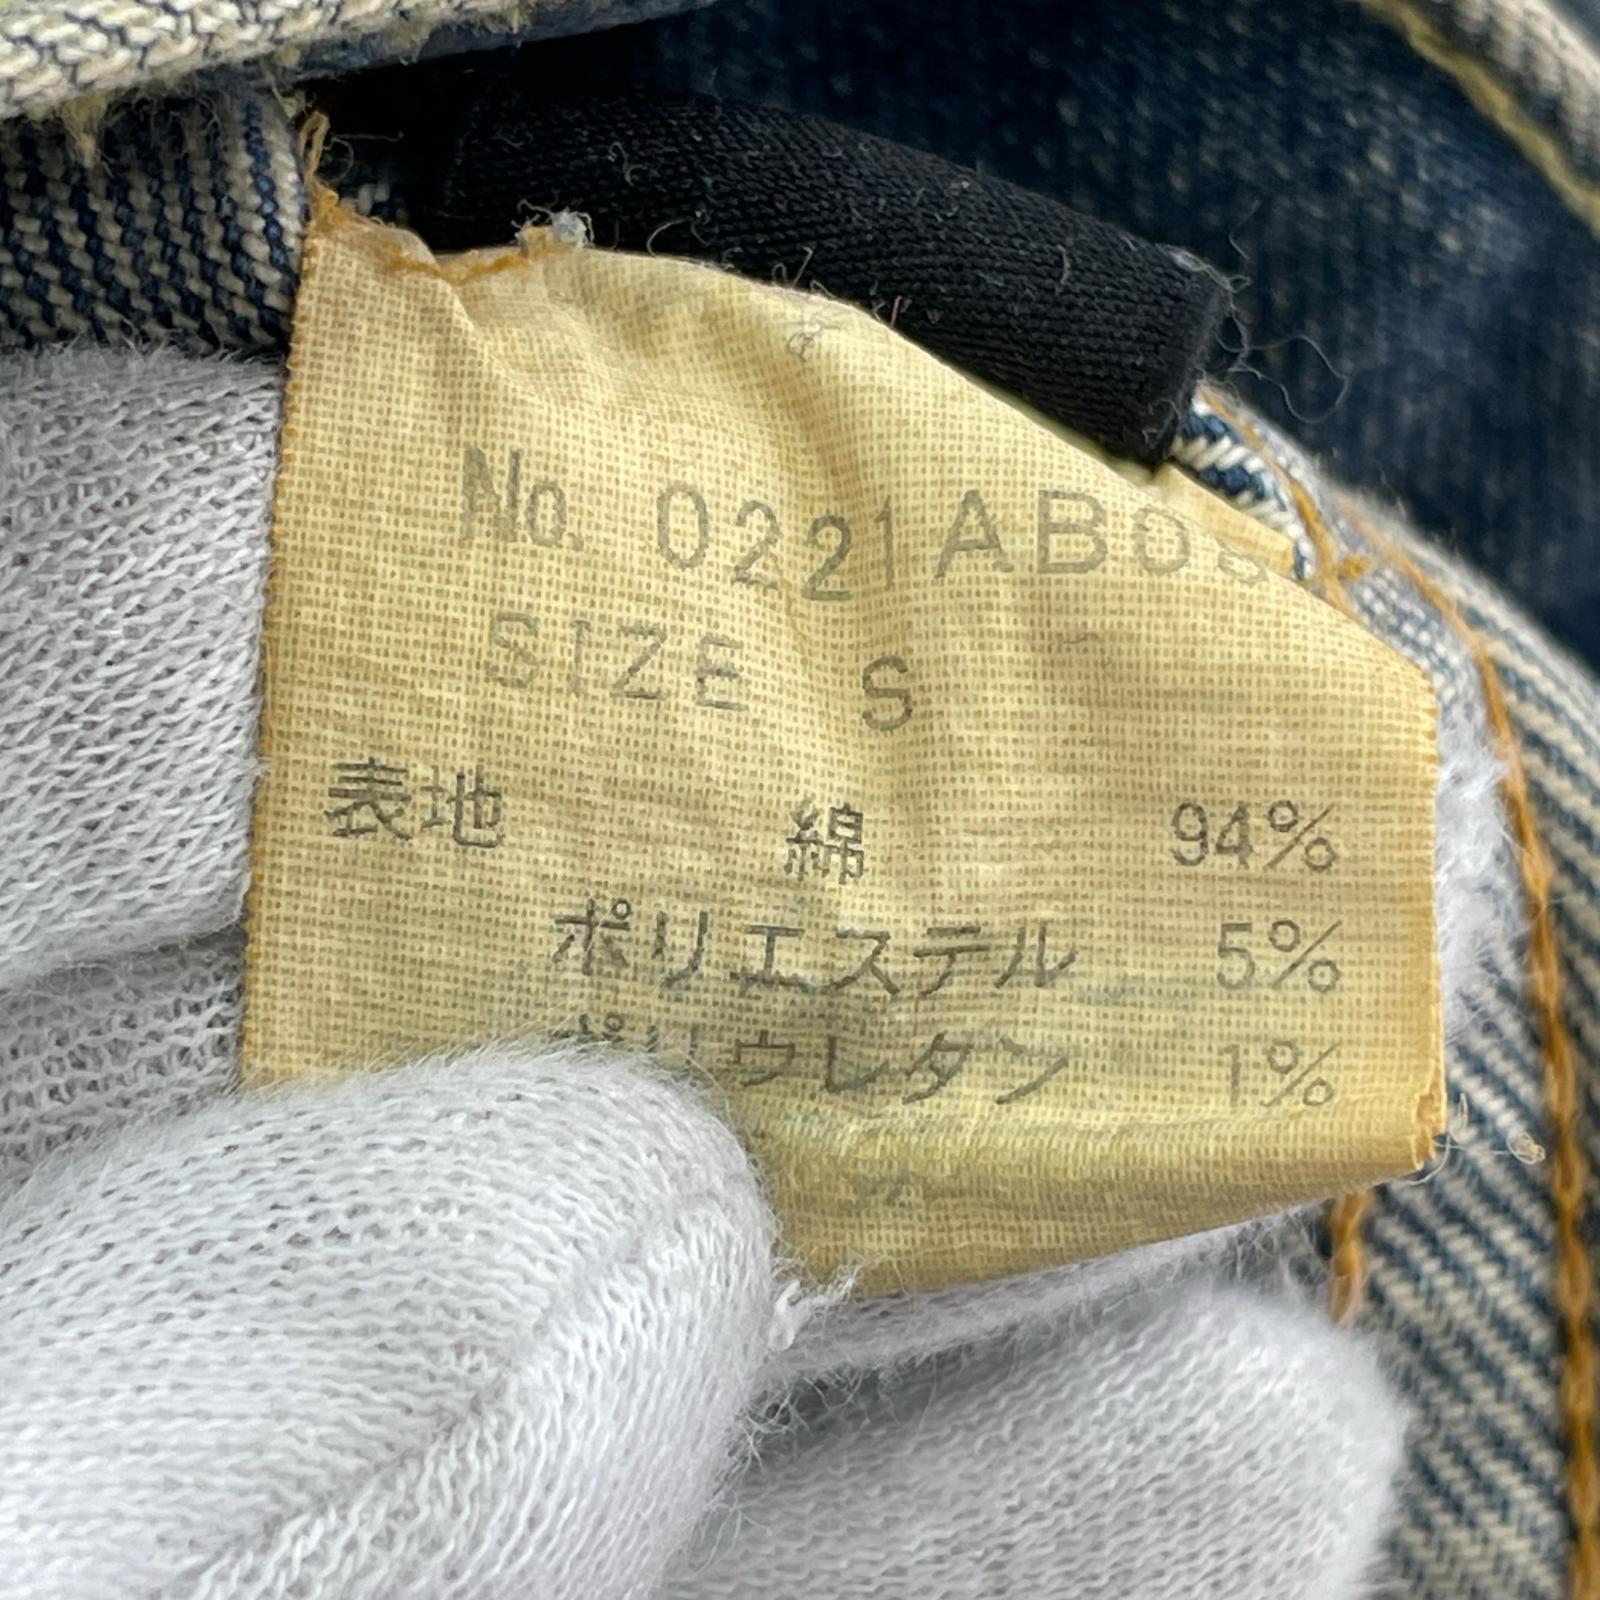 No. 0221AB08
SIZE S
表地 綿 94%
ポリエステル 5%
ポリウレタン 1%